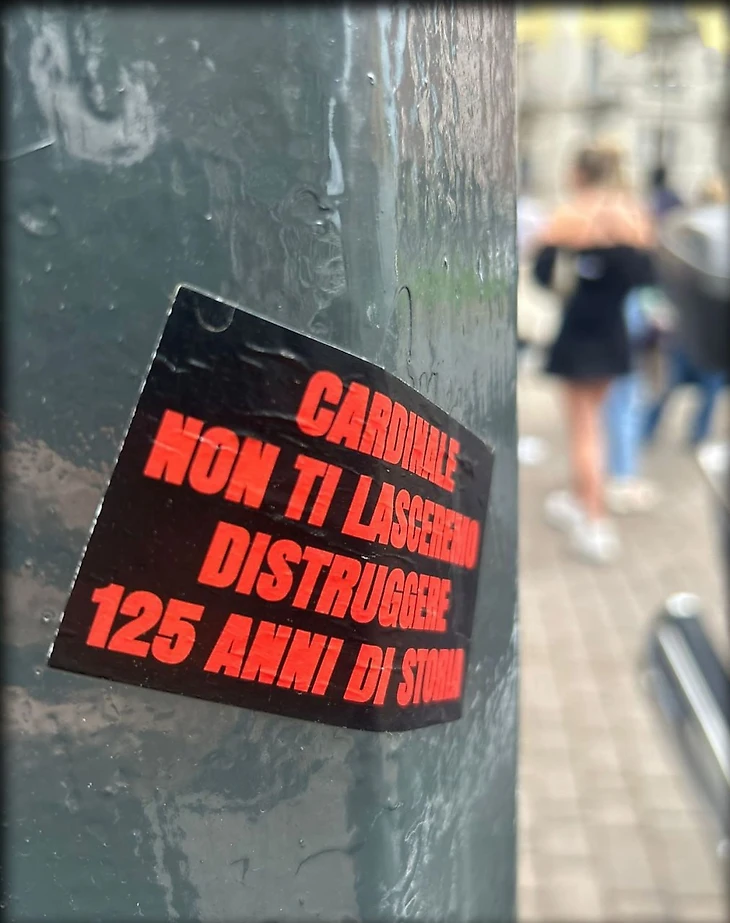 CARDINALE
NON TI LASCEREMO
DISTRUGGERE
125 ANNI DI STORIA